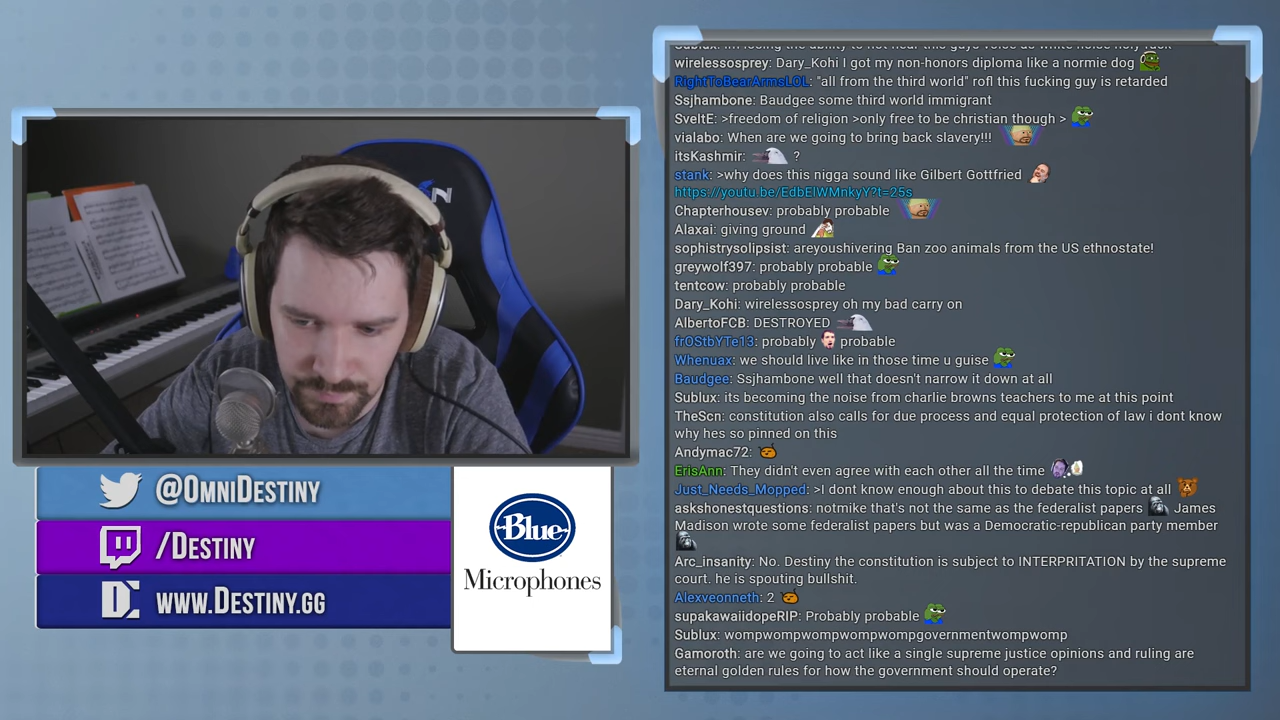 wirelessosprey: Dary_Kohi I got my non-honors diploma like a normie dog
RightToBearArmsLOL: "all from the third world" rofl this fucking guy is retarded
Ssjhambone: Baudgee some third world immigrant
SveltE: >freedom of religion >only free to be christian though >
vialabo: When are we going to bring back slavery!!!
itsKashmir: ?
stank: >why does this nigga sound like Gilbert Gottfried
https://youtu.be/EdbElWMnkyY?t=25s
Chapterhousev: probably probable
Alaxai: giving ground
sophistrysolipsist: areyoushivering Ban zoo animals from the US ethnostate!
greywolf397: probably probable
tentcow: probably probable
Dary_Kohi: wirelessosprey oh my bad carry on
AlbertoFCB: DESTROYED
frOStbYTe13: probably probable
Whenuax: we should live like in those time u guise
Baudgee: Ssjhambone well that doesn't narrow it down at all
Sublux: its becoming the noise from charlie browns teachers to me at this point
TheScn: constitution also calls for due process and equal protection of law i dont know
why hes so pinned on this
Andymac72:
ErisAnn: They didn't even agree with each other all the time
Just_Needs_Mopped: >I dont know enough about this to debate this topic at all
askshonestquestions: notmike that's not the same as the federalist papers James
Madison wrote some federalist papers but was a Democratic-republican party member
Arc_insanity: No. Destiny the constitution is subject to INTERPRITATION by the supreme
court. he is spouting bullshit.
Alexveonneth: 2
supakawaiidopeRIP: Probably probable
Sublux: wompwompwompwompwompgovernmentwompwomp
Gamoroth: are we going to act like a single supreme justice opinions and ruling are
eternal golden rules for how the government should operate?
@OmniDestiny
/Destiny
www.Destiny.gg
Blue
Microphones